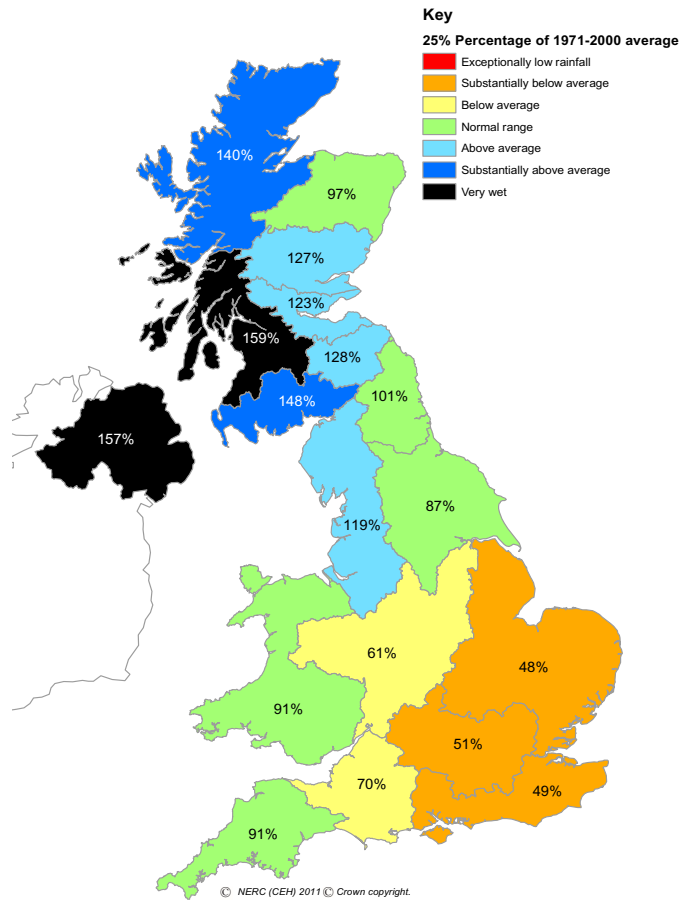 Key
25% Percentage of 1971-2000 average
Exceptionally low rainfall
Substantially below average
Below average
Normal range
Above average
Substantially above average
Very wet
140%
97%
127%
123%
159%
128%
148%
101%
157%
87%
119%
61%
48%
91%
51%
70%
49%
91%
© NERC (CEH) 2011 © Crown copyright.